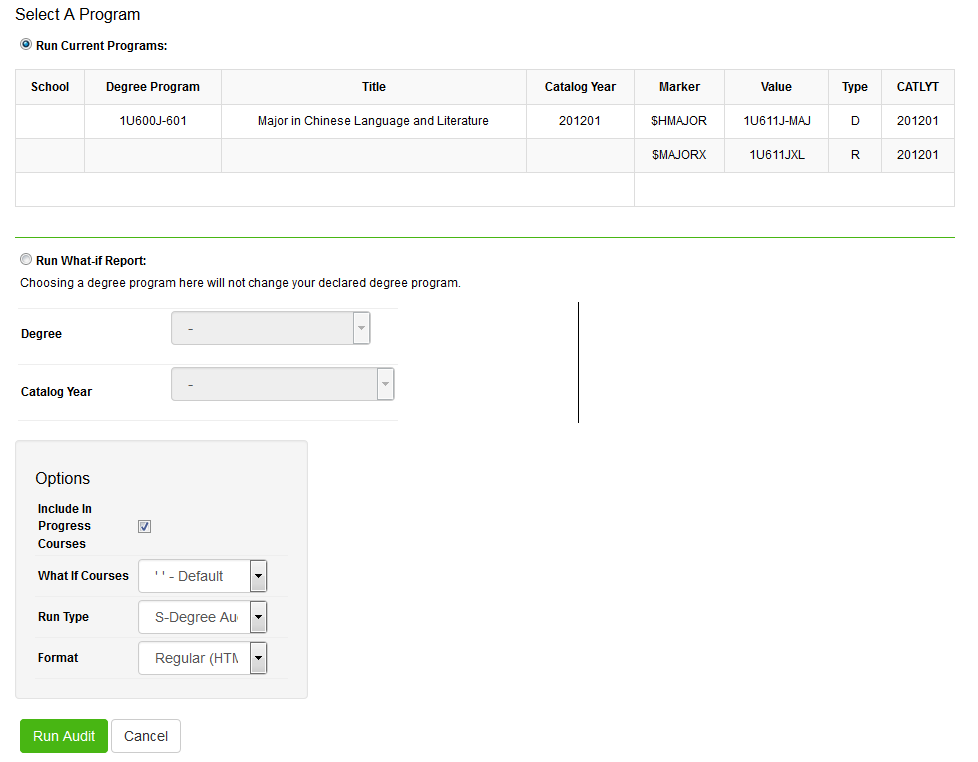 Select A Program
Run Current Programs:
School Degree Program Title Catalog Year Marker Value Type CATLYT
1U600J-601 Major in Chinese Language and Literature 201201 $HMAJOR 1U611J-MAJ D 201201
$MAJORX 1U611JXL R 201201
Run What-if Report:
Choosing a degree program here will not change your declared degree program.
Degree -
Catalog Year -
Options
Include In
Progress
Courses
What If Courses ' ' - Default
Run Type S-Degree Au
Format Regular (HTM
Run Audit Cancel